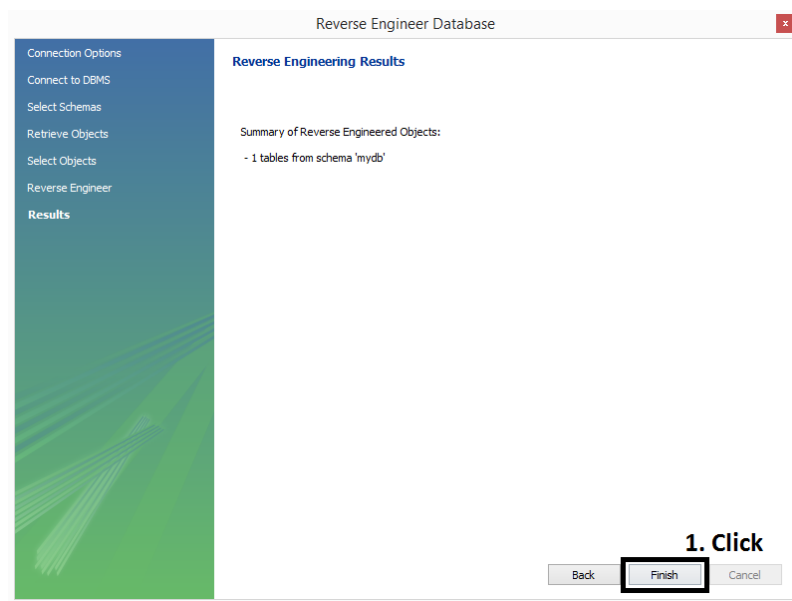 Reverse Engineer Database
x
Connection Options
Connect to DBMS
Select Schemas
Retrieve Objects
Select Objects
Reverse Engineer
Results
Reverse Engineering Results
Summary of Reverse Engineered Objects:
- 1 tables from schema 'mydb'
1. Click
Back Finish Cancel